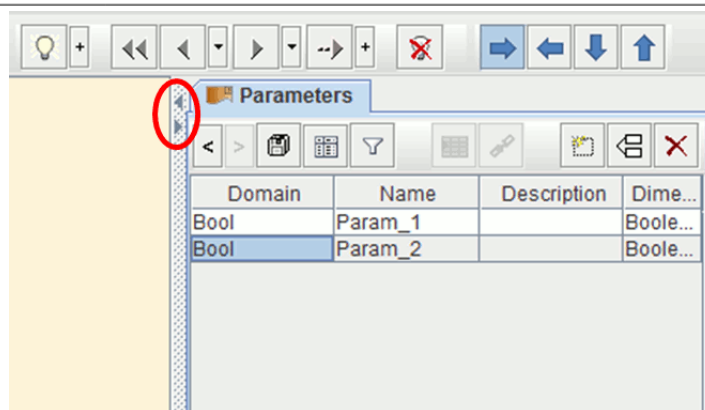 Parameters
Domain Name Description Dime...
Bool Param_1 Boole...
Bool Param_2 Boole...